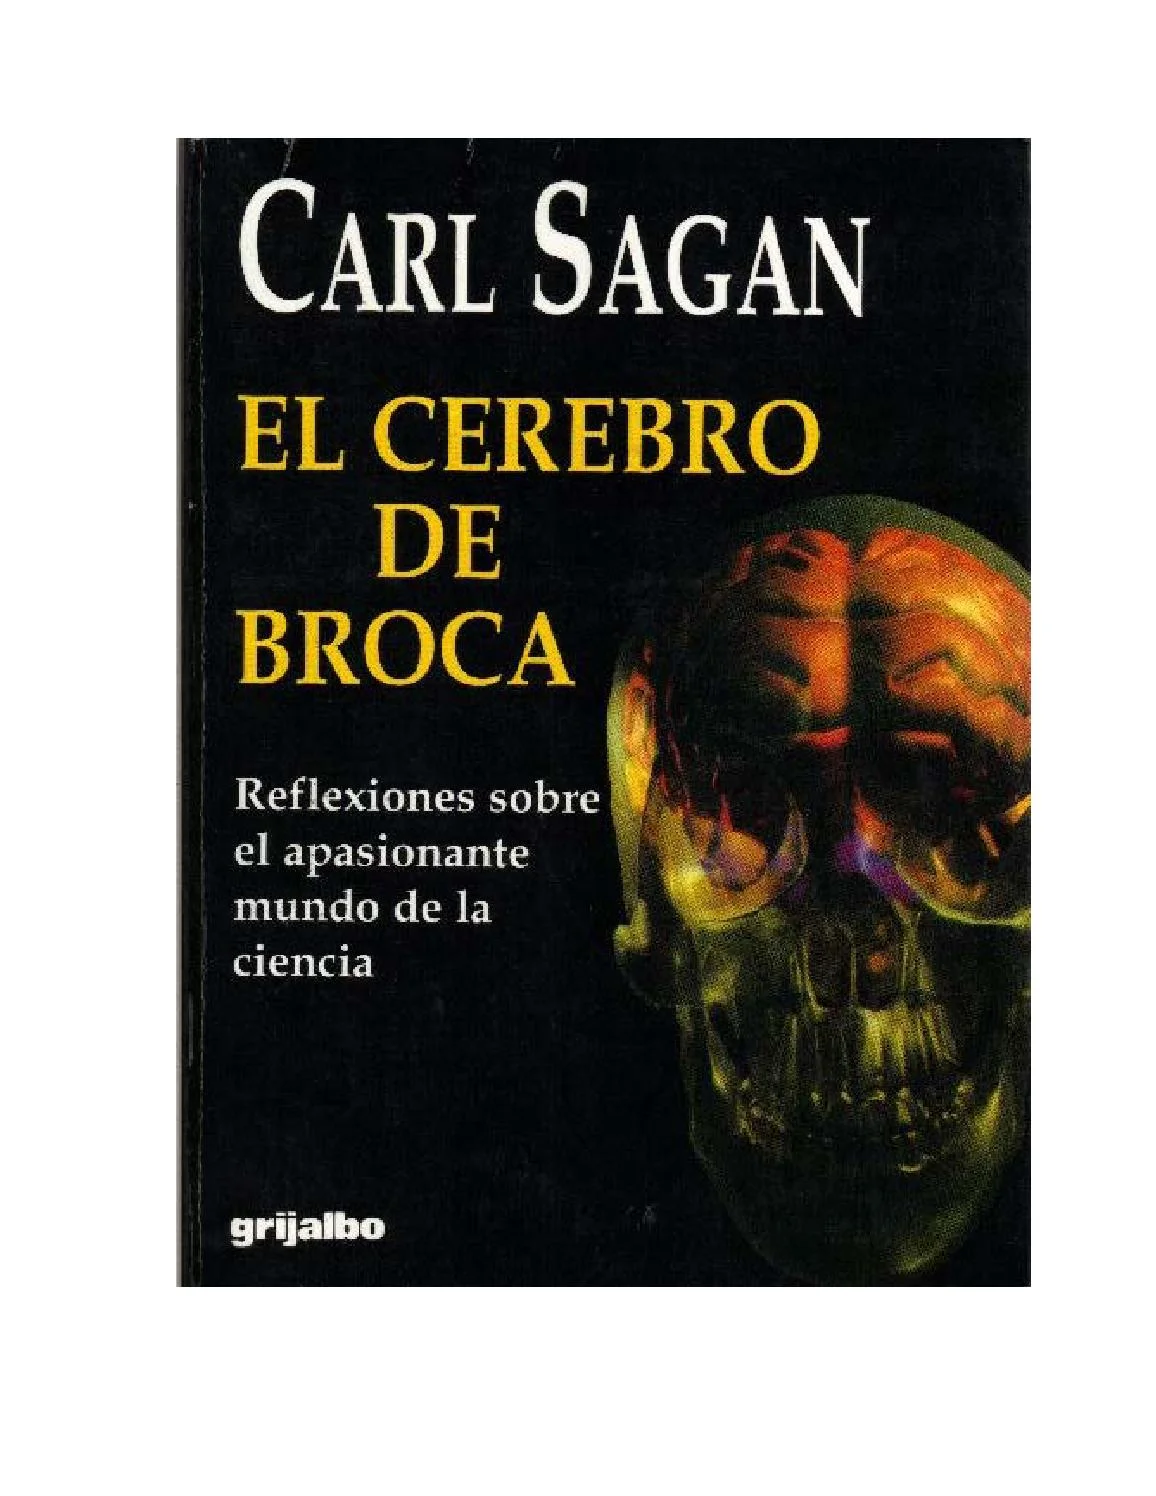 CARL SAGAN
EL CEREBRO
DE
BROCA
Reflexiones sobre
el apasionante
mundo de la
ciencia
grijalbo